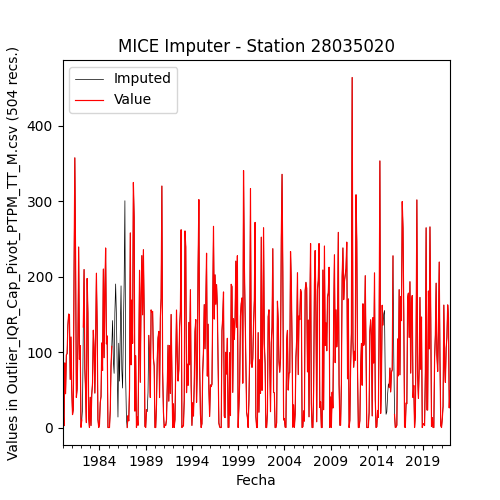 MICE Imputer - Station 28035020
Imputed
Value
Values in Outlier_IQR_Cap_Pivot_PTPM_TT_M.csv (504 recs.)
400
300
200
100
0
1984 1989 1994 1999 2004 2009 2014 2019
Fecha